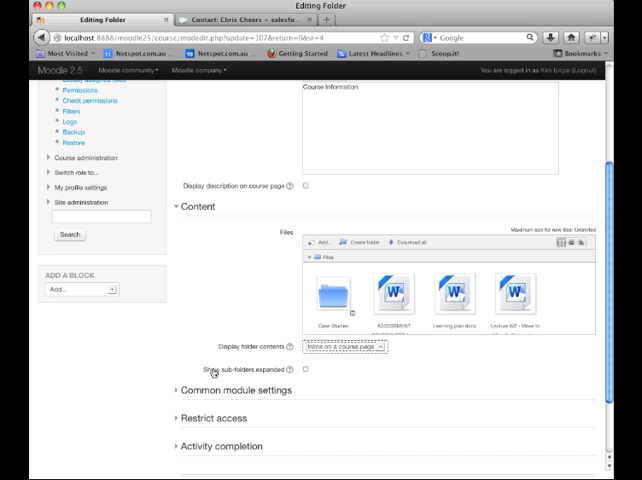 Editing Folder
Editing Folder
Contact: Chris Cheers ~ salesfo...
localhost:8888/moodle25/course/modedit.php?update=107&return=0&sr=4
Google
Most Visited
Netspot.com.au ...
Netspot.com.au ...
Getting Started
Latest Headlines
Scoop.it!
Bookmarks
Moodle 2.5
Moodle community
Moodle company
You are logged in as Kim Edgar (Logout)
Permissions
Check permissions
Filters
Logs
Backup
Restore
Course administration
Switch role to...
My profile settings
Site administration
Search
ADD A BLOCK
Add...
Course Information
Display description on course page
Content
Maximum size for new files: Unlimited
Files
Add...
Create folder
Download all
Files
Case Studies
ASSESSMENT
Learning plan.docx
Lecture W2 - Move to
Display folder contents
Inline on a course page
Show sub-folders expanded
Common module settings
Restrict access
Activity completion